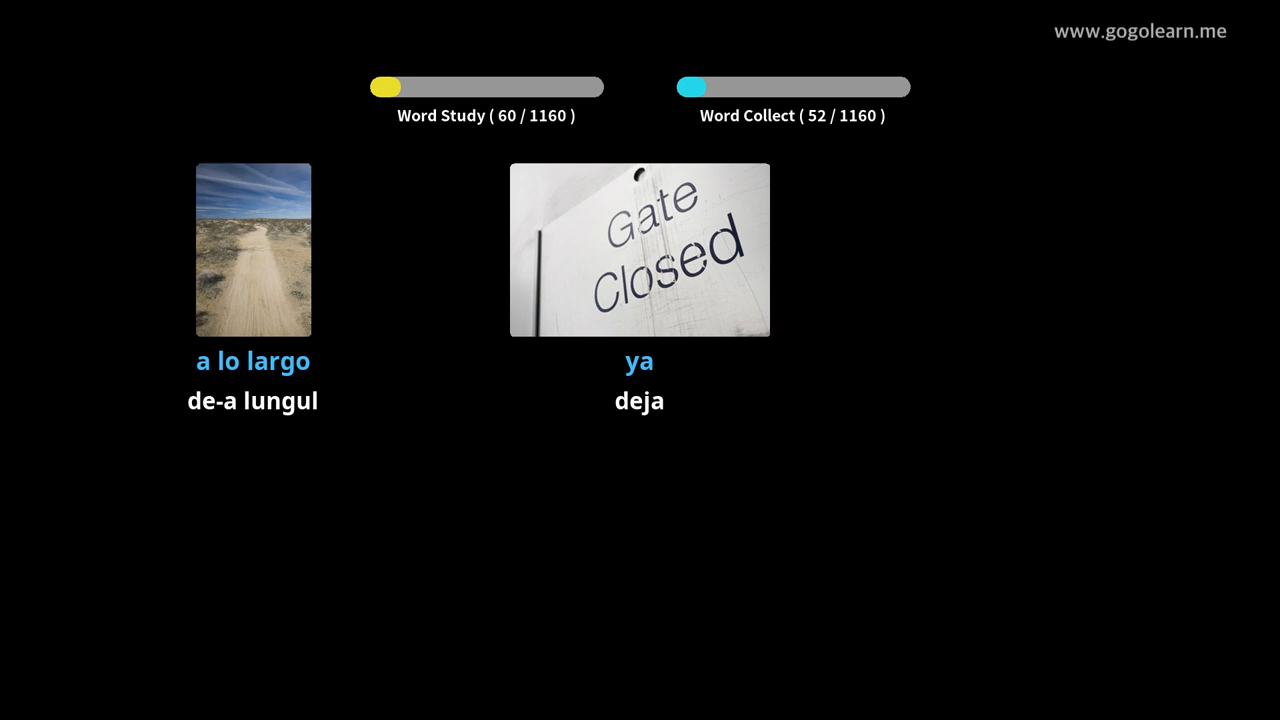 www.gogolearn.me
Word Study ( 60 / 1160 )
Word Collect ( 52 / 1160 )
Gate
Closed
a lo largo
ya
de-a lungul
deja